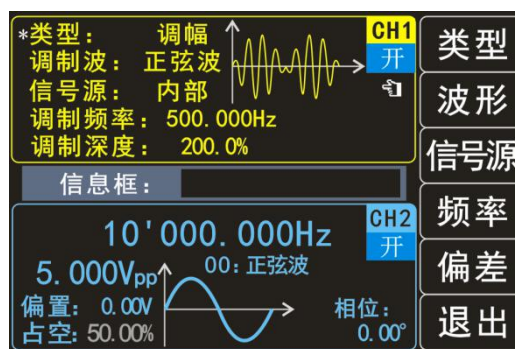 *类型： 调幅
CH1
开
调制波： 正弦波
信号源： 内部
调制频率： 500.000Hz
调制深度： 200.0%
信息框：
10'000.000Hz
CH2
开
5.000Vpp
00:正弦波
偏置: 0.00V
占空: 50.00%
相位:
0.00°
类型
波形
信号源
频率
偏差
退出